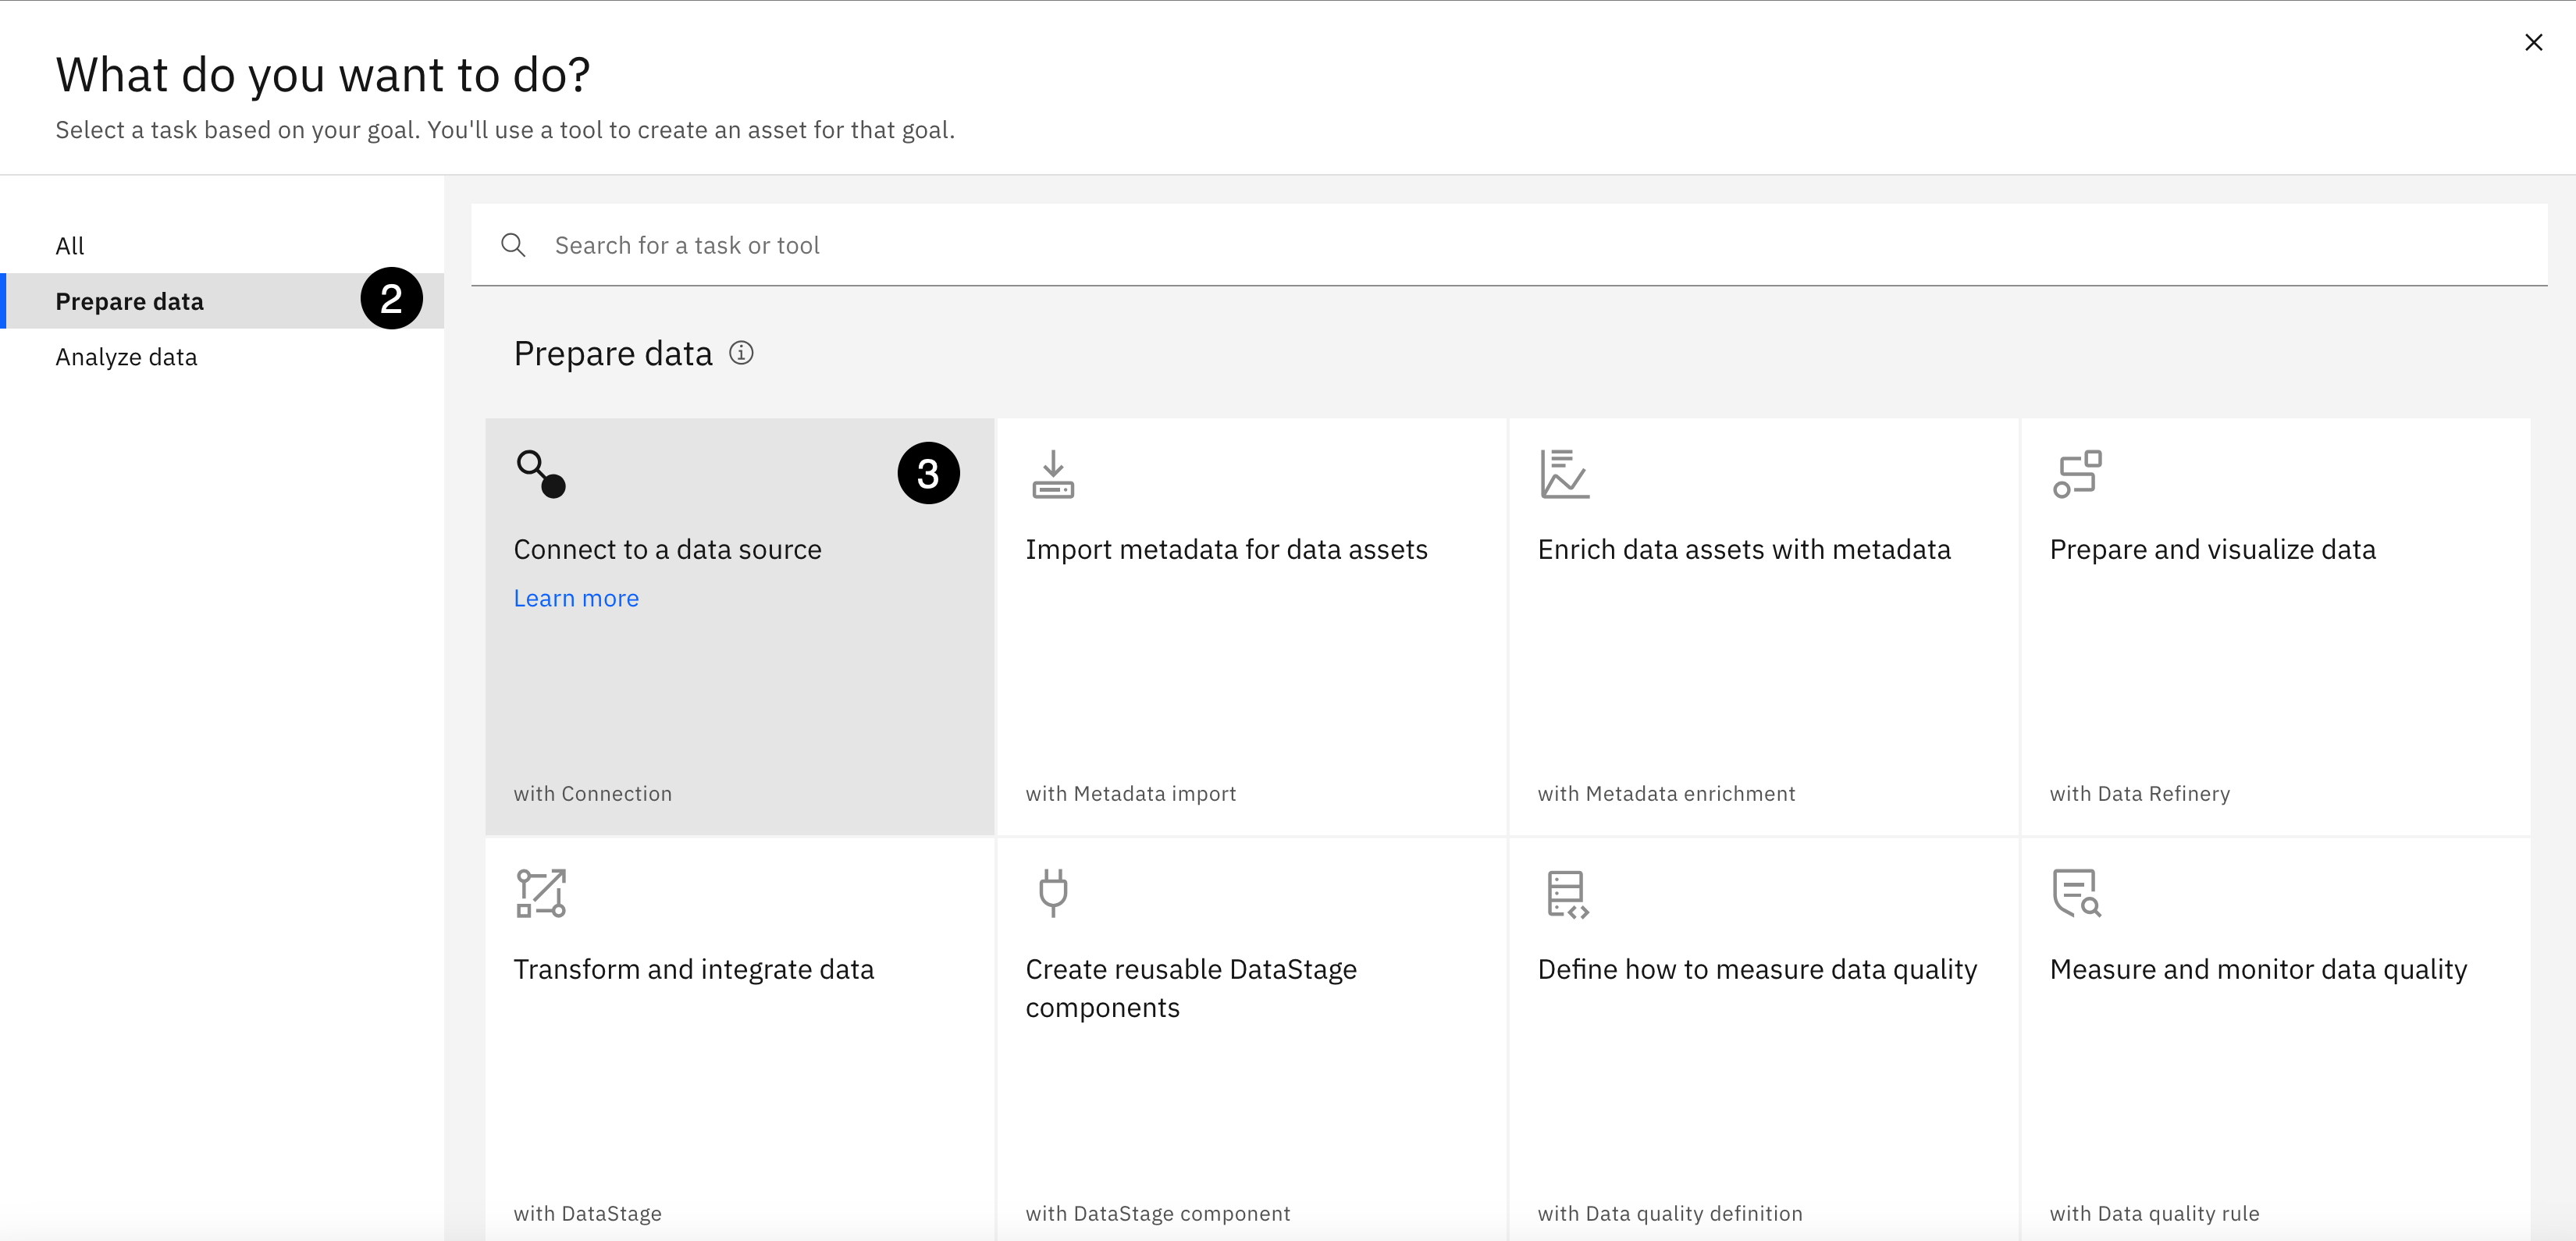 What do you want to do?
Select a task based on your goal. You'll use a tool to create an asset for that goal.
All
Prepare data
2
Analyze data
Search for a task or tool
Prepare data
3
Connect to a data source
Learn more
with Connection
Import metadata for data assets
with Metadata import
Enrich data assets with metadata
with Metadata enrichment
Prepare and visualize data
with Data Refinery
Transform and integrate data
with DataStage
Create reusable DataStage
components
with DataStage component
Define how to measure data quality
with Data quality definition
Measure and monitor data quality
with Data quality rule